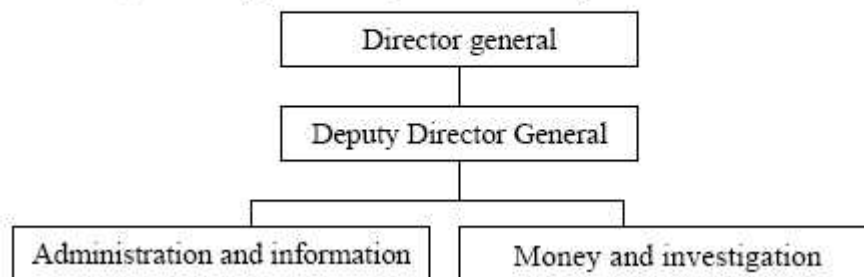 Director general
Deputy Director General
Administration and information
Money and investigation